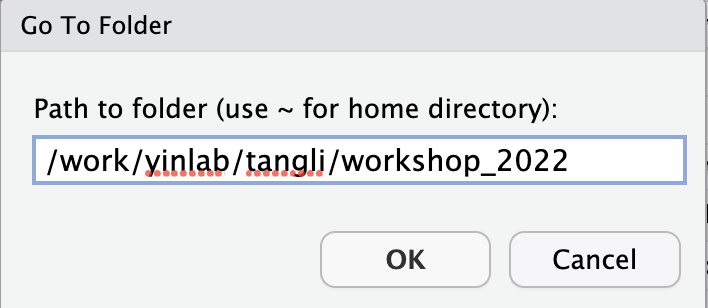 Go To Folder
Path to folder (use ~ for home directory):
/work/yinlab/tangli/workshop_2022
OK
Cancel